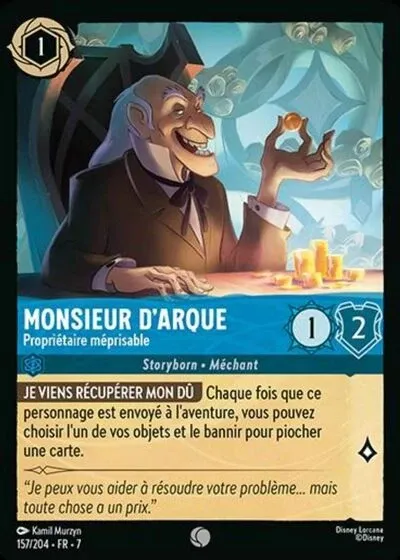 1
MONSIEUR D'ARQUE
Propriétaire méprisable
1
2
Storyborn • Méchant
JE VIENS RÉCUPÉRER MON DÛ Chaque fois que ce
personnage est envoyé à l'aventure, vous pouvez
choisir l'un de vos objets et le bannir pour piocher
une carte.
"Je peux vous aider à résoudre votre problème... mais
toute chose a un prix."
Kamil Murzyn
157/204 • FR • 7
Disney Lorcana
©Disney